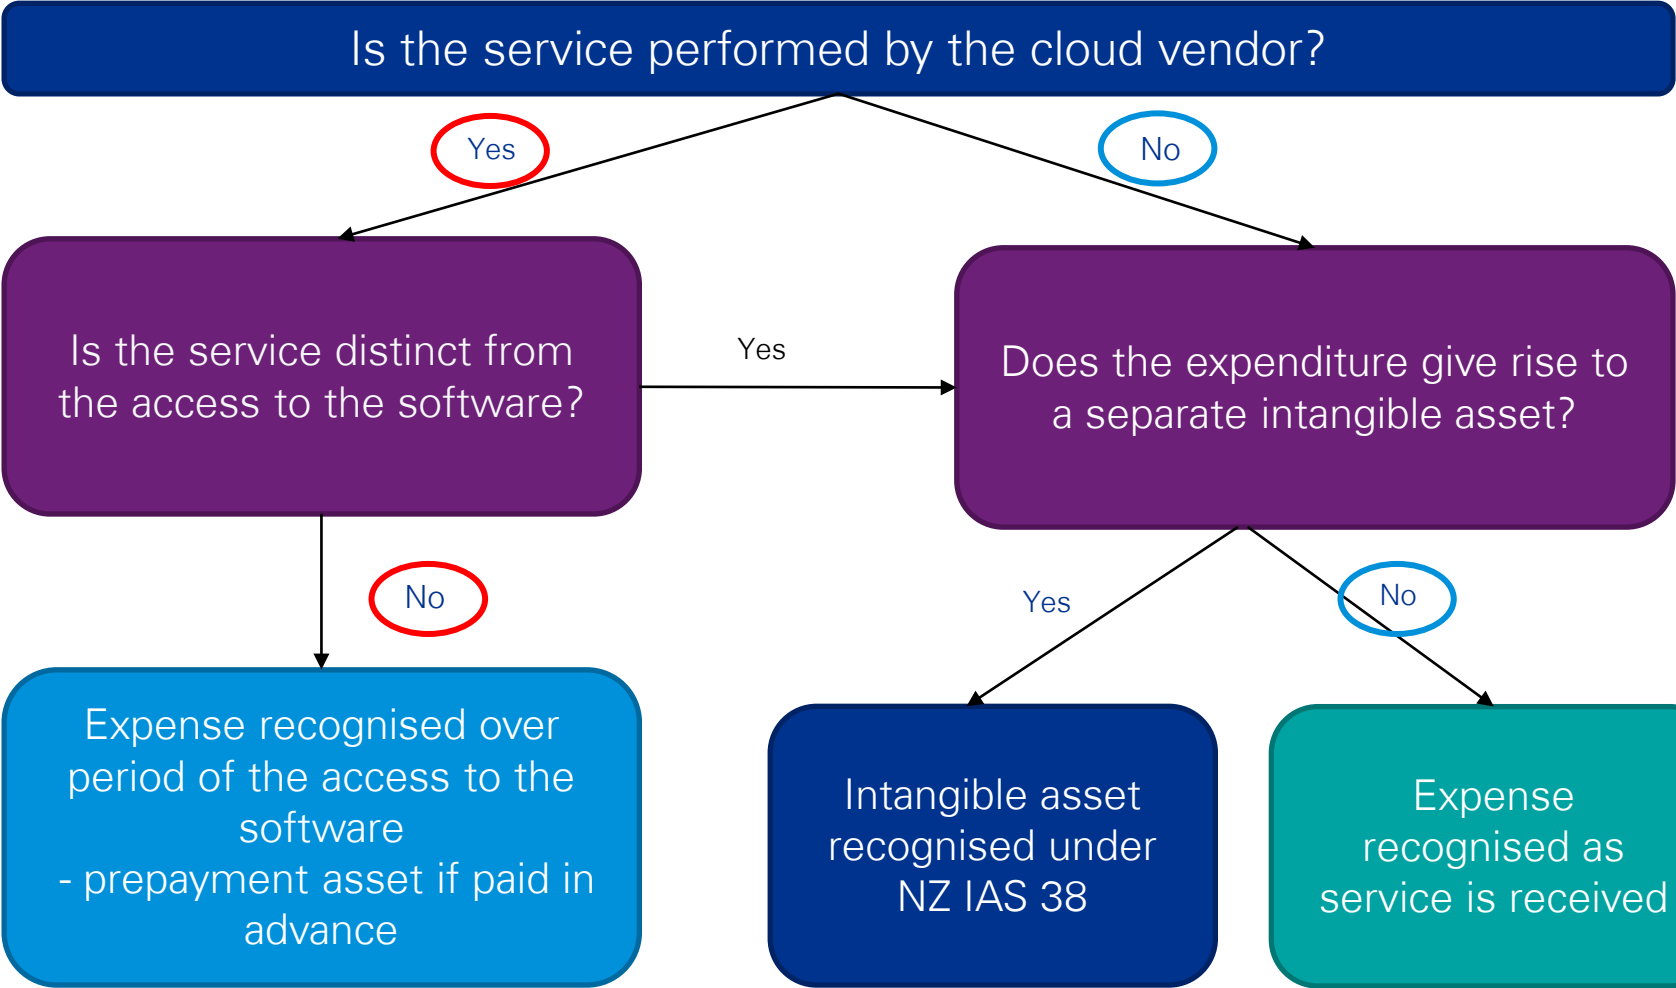 Is the service performed by the cloud vendor?
Yes
No
Is the service distinct from
the access to the software?
Yes
Does the expenditure give rise to
a separate intangible asset?
No
Yes
No
Expense recognised over
period of the access to the
software
- prepayment asset if paid in
advance
Intangible asset
recognised under
NZ IAS 38
Expense
recognised as
service is received